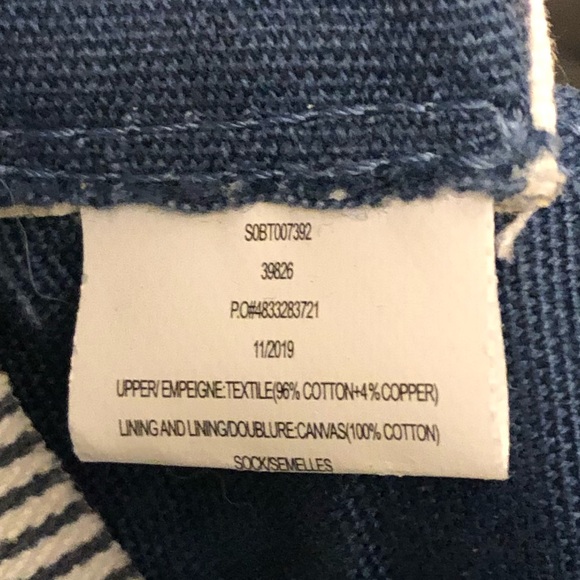 S0BT007392
39826
P.O#4833283721
11/2019
UPPER/ EMPEIGNE:TEXTILE(96% COTTON+4%COPPER)
LINING AND LINING/DOUBLURE:CANVAS(100% COTTON)
SOCK/SEMELLES